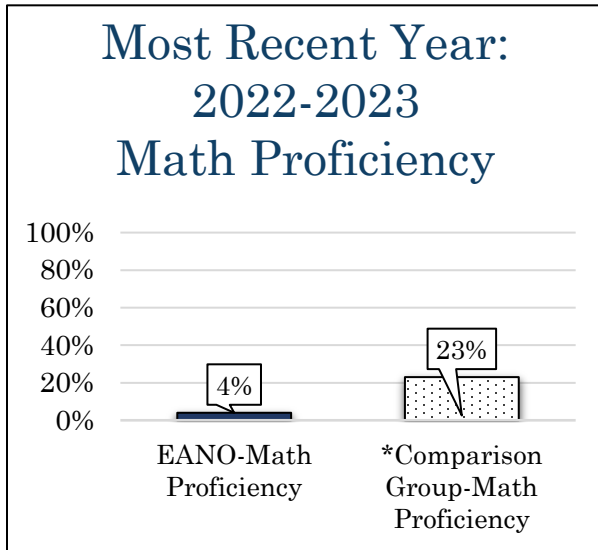 Most Recent Year:
2022-2023
Math Proficiency
100%
80%
60%
40%
20%
0%
4%
23%
EANO-Math
Proficiency
*Comparison
Group-Math
Proficiency